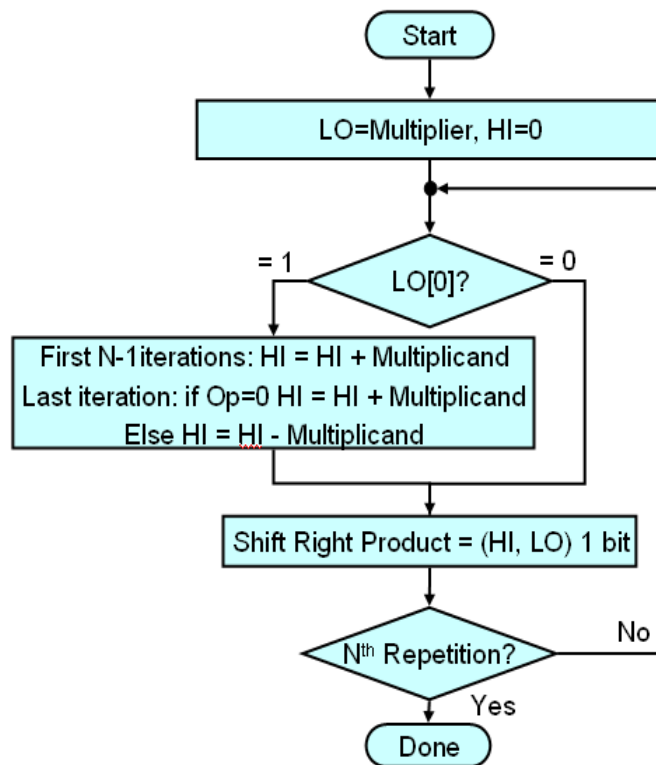 Start
LO=Multiplier, HI=0
= 1
= 0
LO[0]?
First N-1iterations: HI = HI + Multiplicand
Last iteration: if Op=0 HI = HI + Multiplicand
Else HI = HI - Multiplicand
Shift Right Product = (HI, LO) 1 bit
No
Nth Repetition?
Yes
Done